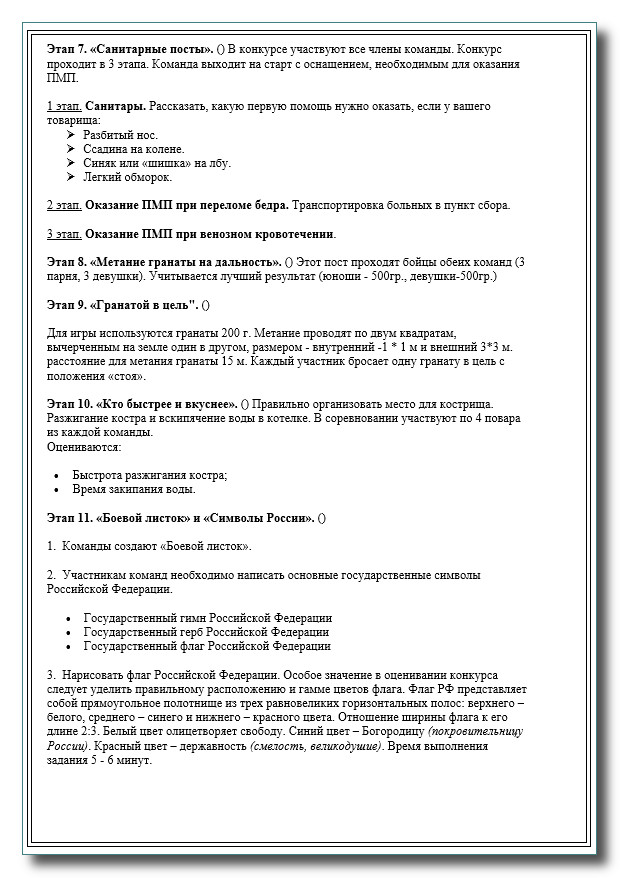 Этап 7. «Санитарные посты». () В конкурсе участвуют все члены команды. Конкурс
проходит в 3 этапа. Команда выходит на старт с оснащением, необходимым для оказания
ПМП.
1 этап. Санитары. Рассказать, какую первую помощь нужно оказать, если у вашего
товарища:
➢ Разбитый нос.
➢ Ссадина на колене.
➢ Синяк или «шишка» на лбу.
➢ Легкий обморок.
2 этап. Оказание ПМП при переломе бедра. Транспортировка больных в пункт сбора.
3 этап. Оказание ПМП при венозном кровотечении.
Этап 8. «Метание гранаты на дальность». () Этот пост проходят бойцы обеих команд (3
парня, 3 девушки). Учитывается лучший результат (юноши - 500гр., девушки-500гр.)
Этап 9. «Гранатой в цель". ()
Для игры используются гранаты 200 г. Метание проводят по двум квадратам,
вычерченным на земле один в другом, размером - внутренний -1 * 1 м и внешний 3*3 м.
расстояние для метания гранаты 15 м. Каждый участник бросает одну гранату в цель с
положения «стоя».
Этап 10. «Кто быстрее и вкуснее». () Правильно организовать место для кострища.
Разжигание костра и вскипячение воды в котелке. В соревновании участвуют по 4 повара
из каждой команды.
Оцениваются:
• Быстрота разжигания костра;
• Время закипания воды.
Этап 11. «Боевой листок» и «Символы России». ()
1. Команды создают «Боевой листок».
2. Участникам команд необходимо написать основные государственные символы
Российской Федерации.
• Государственный гимн Российской Федерации
• Государственный герб Российской Федерации
• Государственный флаг Российской Федерации
3. Нарисовать флаг Российской Федерации. Особое значение в оценивании конкурса
следует уделить правильному расположению и гамме цветов флага. Флаг РФ представляет
собой прямоугольное полотнище из трех равновеликих горизонтальных полос: верхнего –
белого, среднего – синего и нижнего – красного цвета. Отношение ширины флага к его
длине 2:3. Белый цвет олицетворяет свободу. Синий цвет – Богородицу (покровительницу
России). Красный цвет – державность (смелость, великодушие). Время выполнения
задания 5 - 6 минут.